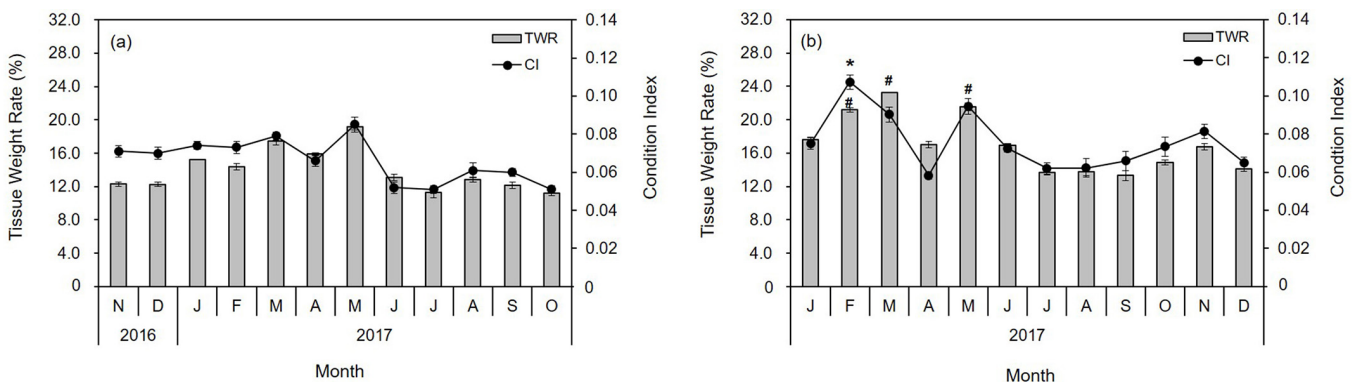 (a)
TWR
CI
Tissue Weight Rate (%)
32.0
28.0
24.0
20.0
16.0
12.0
8.0
4.0
0
0.14
0.12
0.10
0.08
0.06
0.04
0.02
0
Condition Index
N D J F M A M J J A S O
2016 2017
Month
(b)
TWR
CI
Tissue Weight Rate (%)
32.0
28.0
24.0
20.0
16.0
12.0
8.0
4.0
0
* 
# # #
0.14
0.12
0.10
0.08
0.06
0.04
0.02
0
Condition Index
J F M A M J J A S O N D
2017
Month